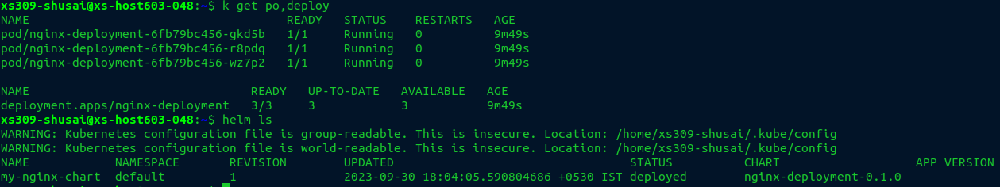 xs309-shusai@xs-host603-048:~$ k get po,deploy
NAME READY STATUS RESTARTS AGE
pod/nginx-deployment-6fb79bc456-gkd5b 1/1 Running 0 9m49s
pod/nginx-deployment-6fb79bc456-r8pdq 1/1 Running 0 9m49s
pod/nginx-deployment-6fb79bc456-wz7p2 1/1 Running 0 9m49s
NAME READY UP-TO-DATE AVAILABLE AGE
deployment.apps/nginx-deployment 3/3 3 3 9m49s
xs309-shusai@xs-host603-048:~$ helm ls
WARNING: Kubernetes configuration file is group-readable. This is insecure. Location: /home/xs309-shusai/.kube/config
WARNING: Kubernetes configuration file is world-readable. This is insecure. Location: /home/xs309-shusai/.kube/config
NAME NAMESPACE REVISION UPDATED STATUS CHART APP VERSION
my-nginx-chart default 1 2023-09-30 18:04:05.590804686 +0530 IST deployed nginx-deployment-0.1.0